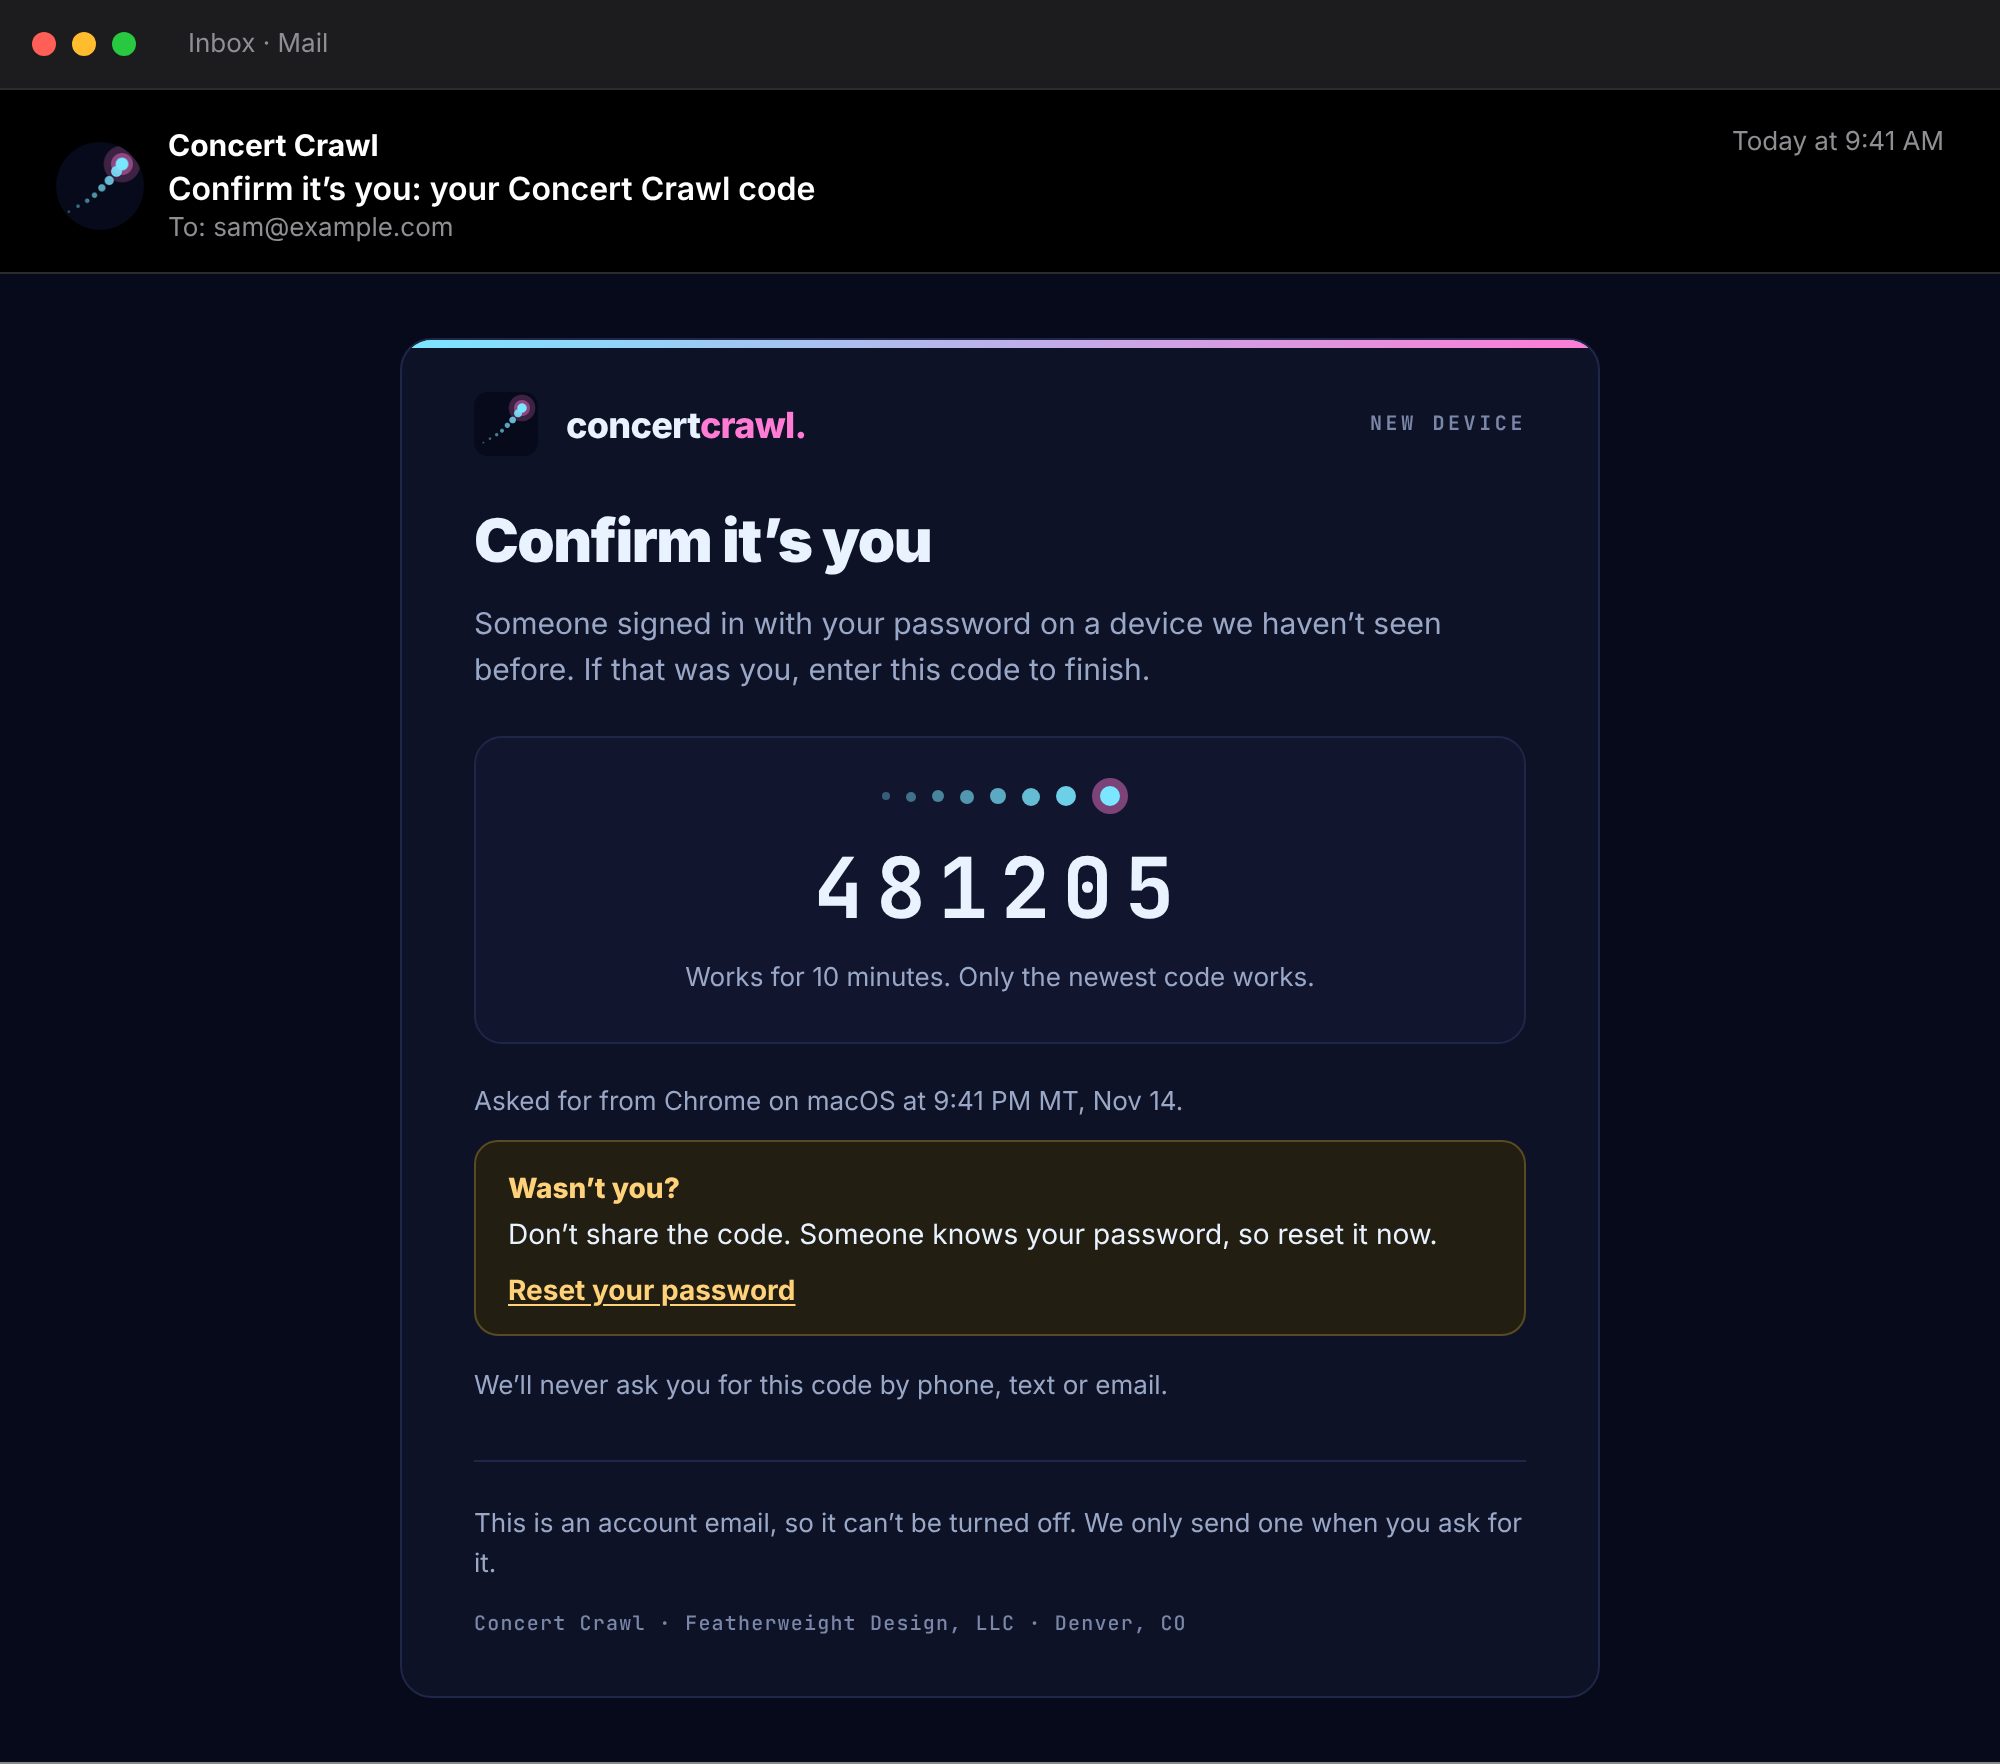 Inbox · Mail
Concert Crawl
Today at 9:41 AM
Confirm it’s you: your Concert Crawl code
To: sam@example.com
concertcrawl.
NEW DEVICE
Confirm it’s you
Someone signed in with your password on a device we haven’t seen
before. If that was you, enter this code to finish.
481205
Works for 10 minutes. Only the newest code works.
Asked for from Chrome on macOS at 9:41 PM MT, Nov 14.
Wasn’t you?
Don’t share the code. Someone knows your password, so reset it now.
Reset your password
We’ll never ask you for this code by phone, text or email.
This is an account email, so it can’t be turned off. We only send one when you ask for
it.
Concert Crawl · Featherweight Design, LLC · Denver, CO